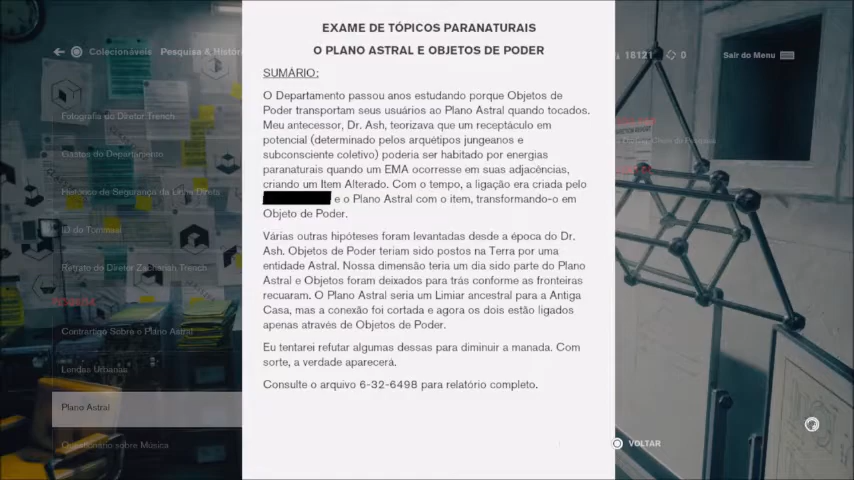 EXAME DE TÓPICOS PARANATURAIS
O PLANO ASTRAL E OBJETOS DE PODER
SUMÁRIO:
O Departamento passou anos estudando porque Objetos de
Poder transportam seus usuários ao Plano Astral quando tocados.
Meu antecessor, Dr. Ash, teorizava que um receptáculo em
potencial (determinado pelos arquétipos jungeanos e
subconsciente coletivo) poderia ser habitado por energias
paranaturais quando um EMA ocorresse em suas adjacências,
criando um Item Alterado. Com o tempo, a ligação era criada pelo
e o Plano Astral com o item, transformando-o em
Objeto de Poder.
Várias outras hipóteses foram levantadas desde a época do Dr.
Ash. Objetos de Poder teriam sido postos na Terra por uma
entidade Astral. Nossa dimensão teria um dia sido parte do Plano
Astral e Objetos foram deixados para trás conforme as fronteiras
recuaram. O Plano Astral seria um Limiar ancestral para a Antiga
Casa, mas a conexão foi cortada e agora os dois estão ligados
apenas através de Objetos de Poder.
Eu tentarei refutar algumas dessas para diminuir a manada. Com
sorte, a verdade aparecerá.
Consulte o arquivo 6-32-6498 para relatório completo.
Colecionáveis Pesquisa & Histór
Fotografia do Diretor Trench
Gastos do Departamento
Histórico de Segurança da Linha Direta
ID do Tommasi
Retrato do Diretor Zachariah Trench
Contrartigo Sobre o Plano Astral
Lendas Urbanas
Plano Astral
Questionário sobre Música
18121 0 Sair do Menu
VOLTAR